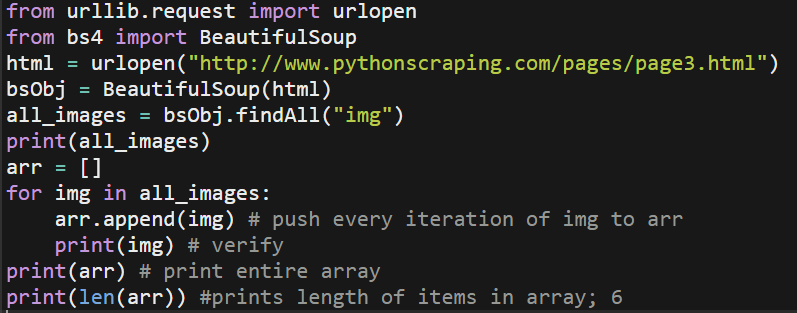 from urllib.request import urlopen
from bs4 import BeautifulSoup
html = urlopen("http://www.pythonscraping.com/pages/page3.html")
bsObj = BeautifulSoup(html)
all_images = bsObj.findAll("img")
print(all_images)
arr = []
for img in all_images:
    arr.append(img) # push every iteration of img to arr
    print(img) # verify
print(arr) # print entire array
print(len(arr)) #prints length of items in array; 6